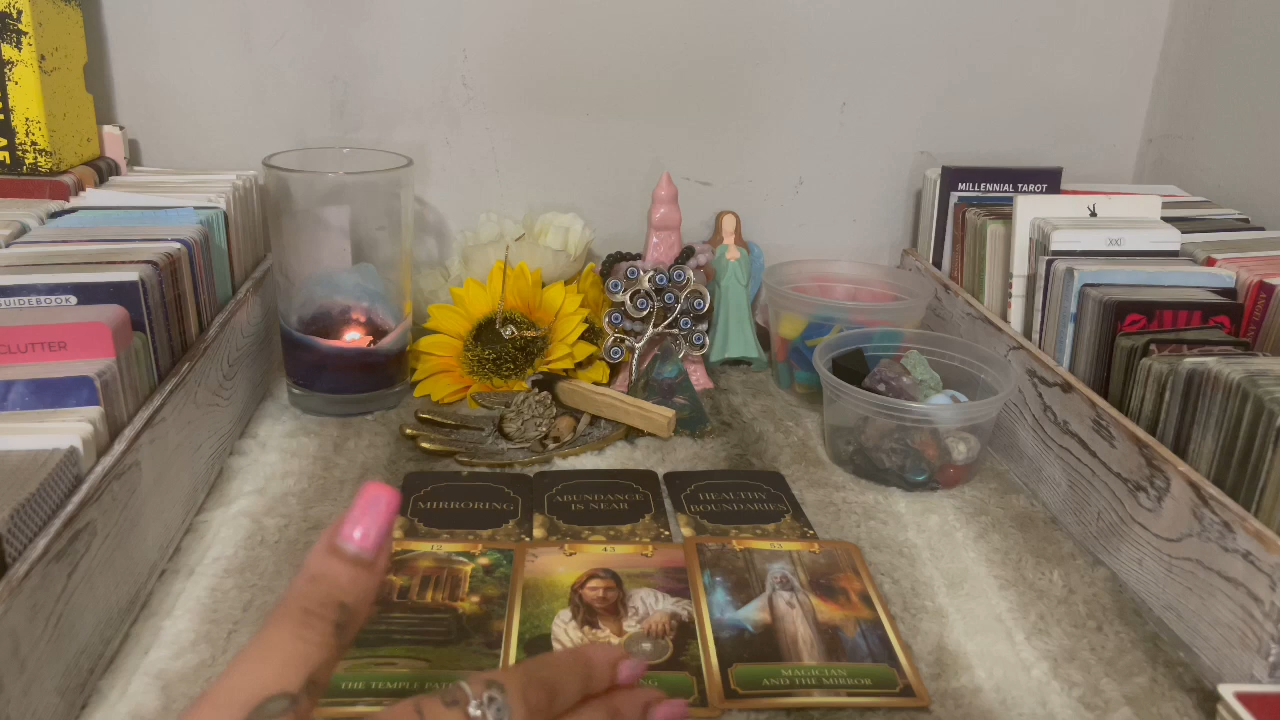 GUIDEBOOK
CLUTTER
MILLENNIAL TAROT
XXI
MIRRORING
ABUNDANCE
IS NEAR
HEALTHY
BOUNDARIES
12
43
53
THE TEMPLE
MAGICIAN
AND THE MIRROR